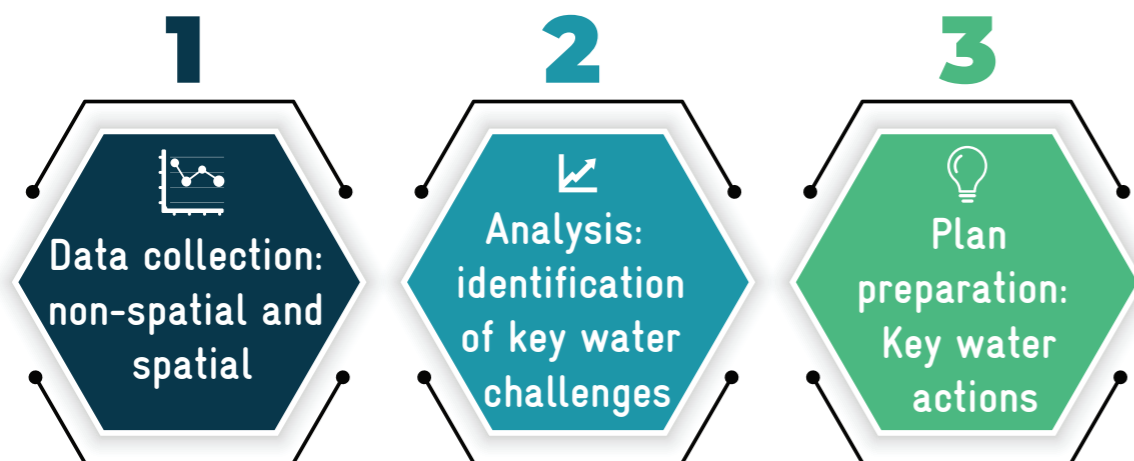 1
Data collection:
non-spatial and
spatial
2
Analysis:
identification
of key water
challenges
3
Plan
preparation:
Key water
actions